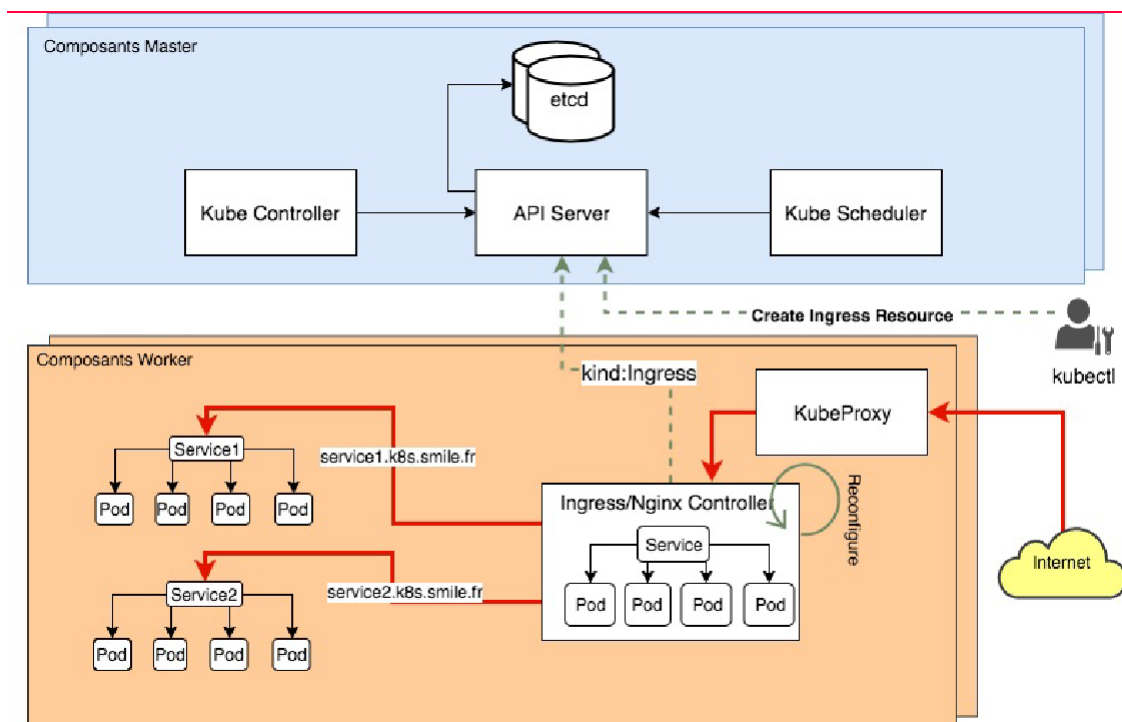 Composants Master
etcd
Kube Controller
API Server
Kube Scheduler
Create Ingress Resource
kubectl
Composants Worker
kind:Ingress
KubeProxy
Service1
service1.k8s.smile.fr
Pod
Pod
Pod
Pod
Reconfigure
Ingress/Nginx Controller
Service
Pod
Pod
Pod
Pod
Internet
Service2
service2.k8s.smile.fr
Pod
Pod
Pod
Pod